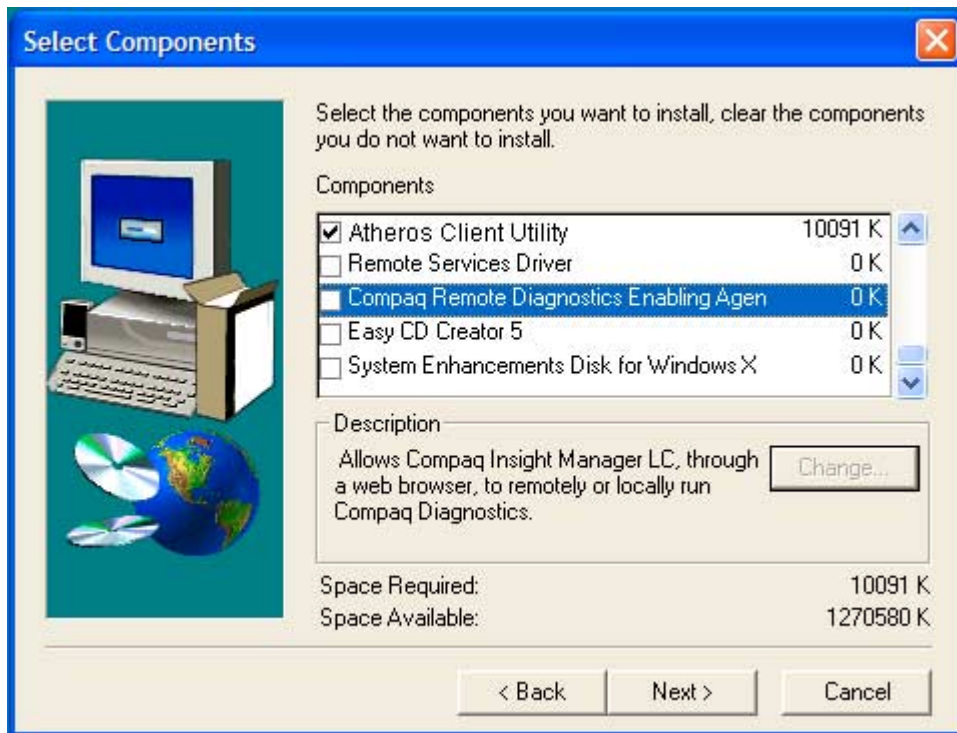 Select Components
Select the components you want to install, clear the components
you do not want to install.
Components
Atheros Client Utility 10091 K
Remote Services Driver 0 K
Compaq Remote Diagnostics Enabling Agen 0 K
Easy CD Creator 5 0 K
System Enhancements Disk for Windows X 0 K
Description
Allows Compaq Insight Manager LC, through
a web browser, to remotely or locally run
Compaq Diagnostics.
Change...
Space Required: 10091 K
Space Available: 1270580 K
< Back Next > Cancel